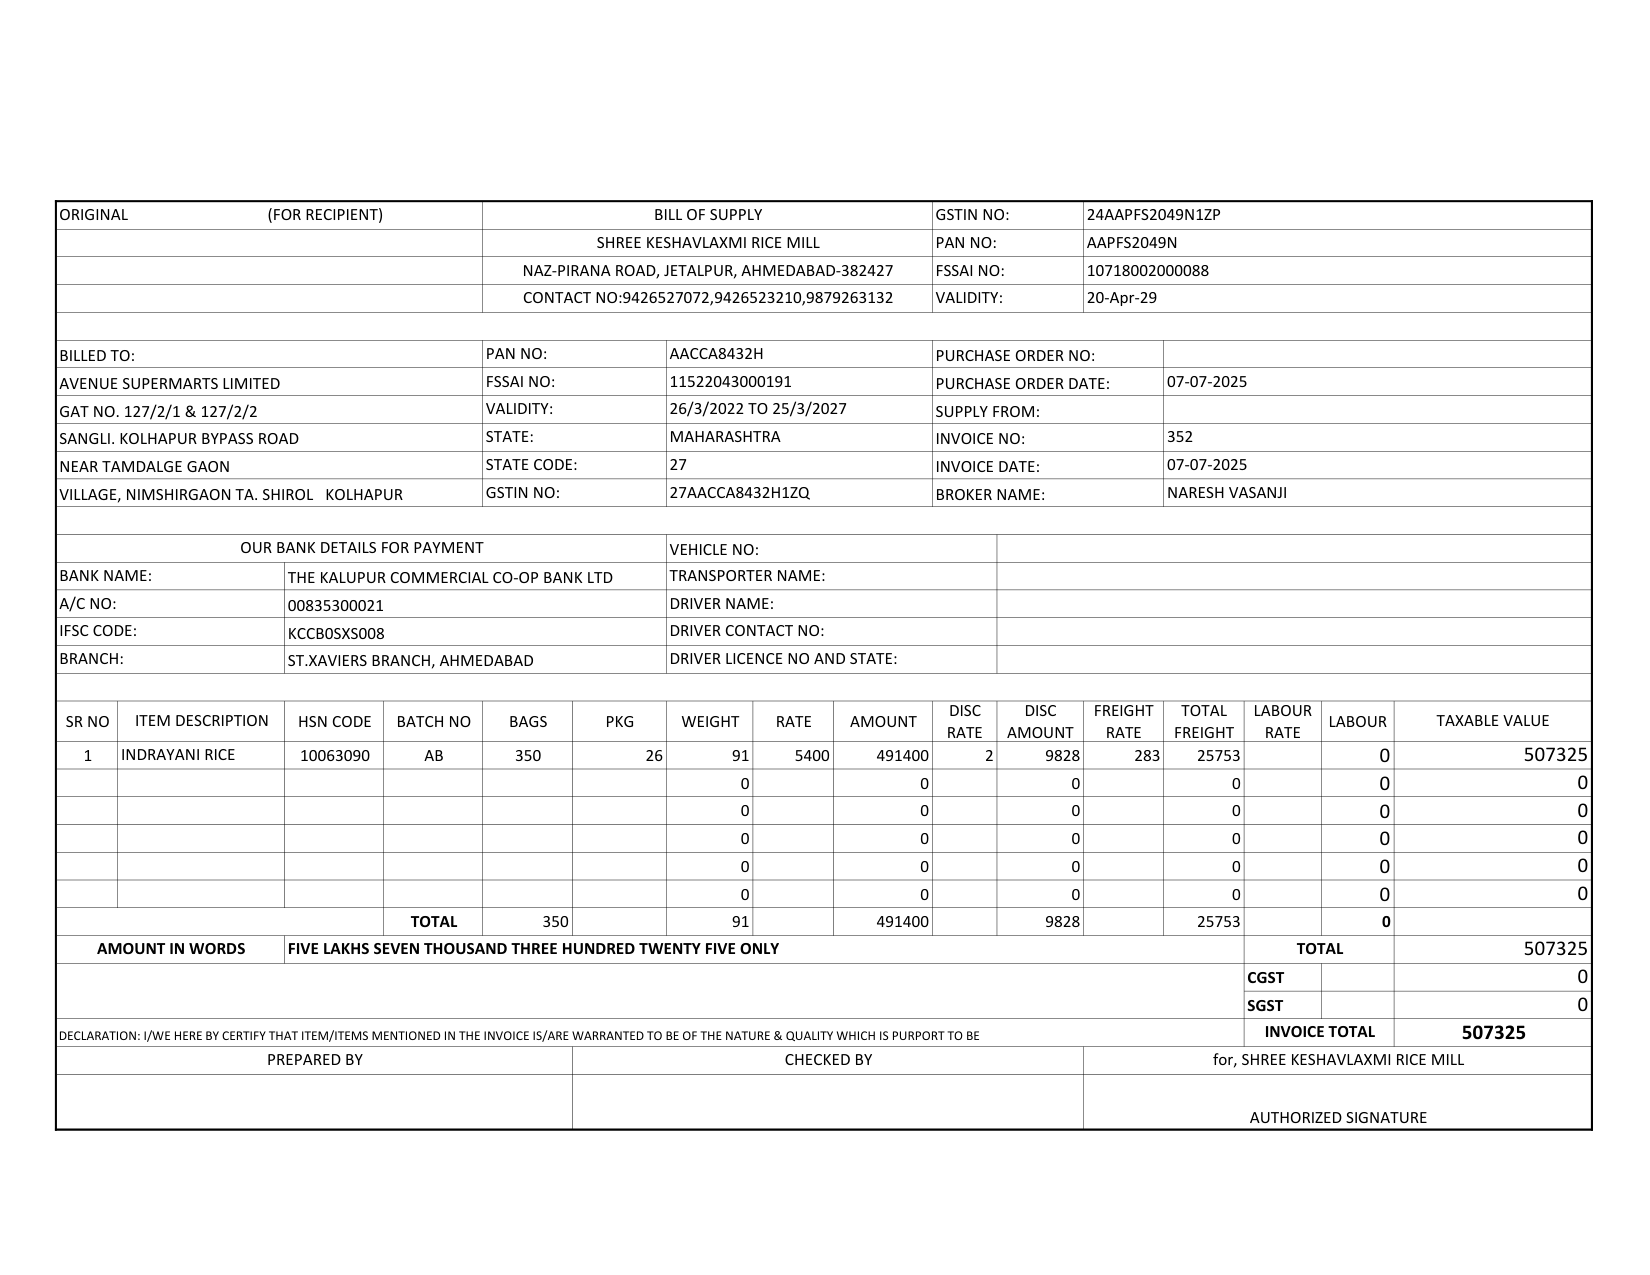 ORIGINAL (FOR RECIPIENT) BILL OF SUPPLY GSTIN NO: 24AAPFS2049N1ZP
SHREE KESHAVLAXMI RICE MILL PAN NO: AAPFS2049N
NAZ-PIRANA ROAD, JETALPUR, AHMEDABAD-382427 FSSAI NO: 10718002000088
CONTACT NO:9426527072,9426523210,9879263132 VALIDITY: 20-Apr-29
BILLED TO: PAN NO: AACCA8432H PURCHASE ORDER NO:
AVENUE SUPERMARTS LIMITED FSSAI NO: 11522043000191 PURCHASE ORDER DATE: 07-07-2025
GAT NO. 127/2/1 & 127/2/2 VALIDITY: 26/3/2022 TO 25/3/2027 SUPPLY FROM:
SANGLI. KOLHAPUR BYPASS ROAD STATE: MAHARASHTRA INVOICE NO: 352
NEAR TAMDALGE GAON STATE CODE: 27 INVOICE DATE: 07-07-2025
VILLAGE, NIMSHIRGAON TA. SHIROL KOLHAPUR GSTIN NO: 27AACCA8432H1ZQ BROKER NAME: NARESH VASANJI
OUR BANK DETAILS FOR PAYMENT VEHICLE NO:
BANK NAME: THE KALUPUR COMMERCIAL CO-OP BANK LTD TRANSPORTER NAME:
A/C NO: 00835300021 DRIVER NAME:
IFSC CODE: KCCB0SXS008 DRIVER CONTACT NO:
BRANCH: ST.XAVIERS BRANCH, AHMEDABAD DRIVER LICENCE NO AND STATE:
SR NO ITEM DESCRIPTION HSN CODE BATCH NO BAGS PKG WEIGHT RATE AMOUNT DISC RATE DISC AMOUNT FREIGHT RATE TOTAL FREIGHT LABOUR RATE LABOUR TAXABLE VALUE
1 INDRAYANI RICE 10063090 AB 350 26 91 5400 491400 2 9828 283 25753 0 507325
0 0 0 0 0 0
0 0 0 0 0 0
0 0 0 0 0 0
0 0 0 0 0 0
0 0 0 0 0 0
TOTAL 350 91 491400 9828 25753 0
AMOUNT IN WORDS FIVE LAKHS SEVEN THOUSAND THREE HUNDRED TWENTY FIVE ONLY TOTAL 507325
CGST 0
SGST 0
DECLARATION: I/WE HERE BY CERTIFY THAT ITEM/ITEMS MENTIONED IN THE INVOICE IS/ARE WARRANTED TO BE OF THE NATURE & QUALITY WHICH IS PURPORT TO BE INVOICE TOTAL 507325
PREPARED BY CHECKED BY for, SHREE KESHAVLAXMI RICE MILL
AUTHORIZED SIGNATURE